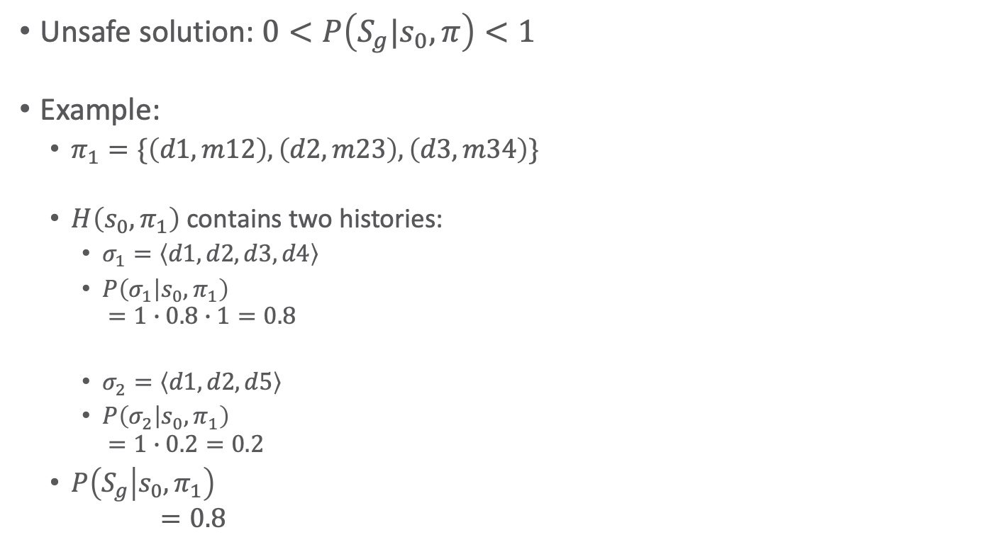 • Unsafe solution: 0 < P(S_g|s_0, π) < 1
• Example:
• π_1 = {(d1, m12), (d2, m23), (d3, m34)}
• H(s_0, π_1) contains two histories:
• σ_1 = ⟨d1, d2, d3, d4⟩
• P(σ_1|s_0, π_1)
= 1 · 0.8 · 1 = 0.8
• σ_2 = ⟨d1, d2, d5⟩
• P(σ_2|s_0, π_1)
= 1 · 0.2 = 0.2
• P(S_g|s_0, π_1)
= 0.8